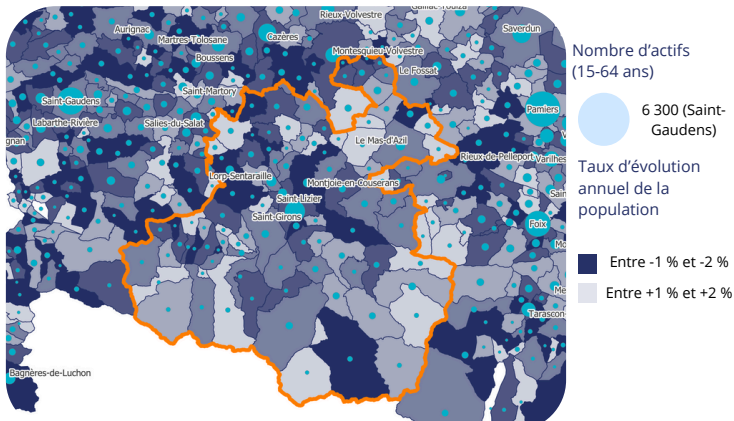 Rieux-Volvestre
Saverdun
Aurignac
Martres-Tolosane
Cazères
Montesquieu-Volvestre
Boussens
Le Fossat
Saint-Martory
Saint-Gaudens
Pamiers
Labarthe-Rivière
Salies-du-Salat
Le Mas-d'Azil
Rieux-de-Pelleport
Varilhes
Lorp-Sentaraille
Montjoie-en-Couserans
Saint-Lizier
Saint-Girons
Foix
Tarascon-
Bagnères-de-Luchon
Nombre d'actifs
(15-64 ans)
6 300 (Saint-
Gaudens)
Taux d'évolution
annuel de la
population
Entre -1 % et -2 %
Entre +1 % et +2 %